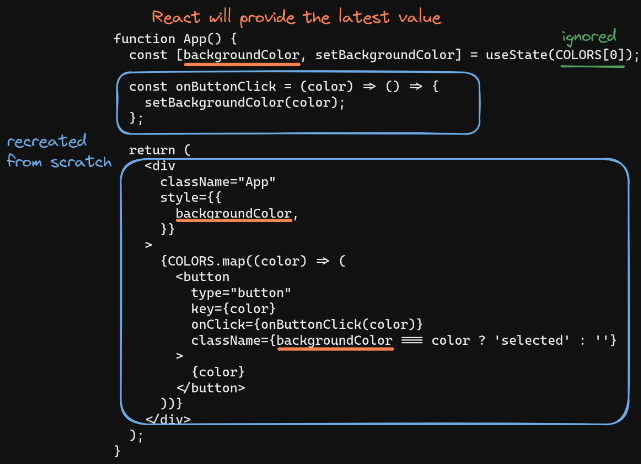 React will provide the latest value
ignored
function App() {
const [backgroundColor, setBackgroundColor] = useState(COLORS[0]);
const onButtonClick = (color) => () => {
setBackgroundColor(color);
};
recreated
from scratch
return (
<div
className="App"
style={{
backgroundColor,
}}
>
{COLORS.map((color) => (
<button
type="button"
key={color}
onClick={onButtonClick(color)}
className={backgroundColor === color ? 'selected' : ''}
>
{color}
</button>
))}
</div>
);
}